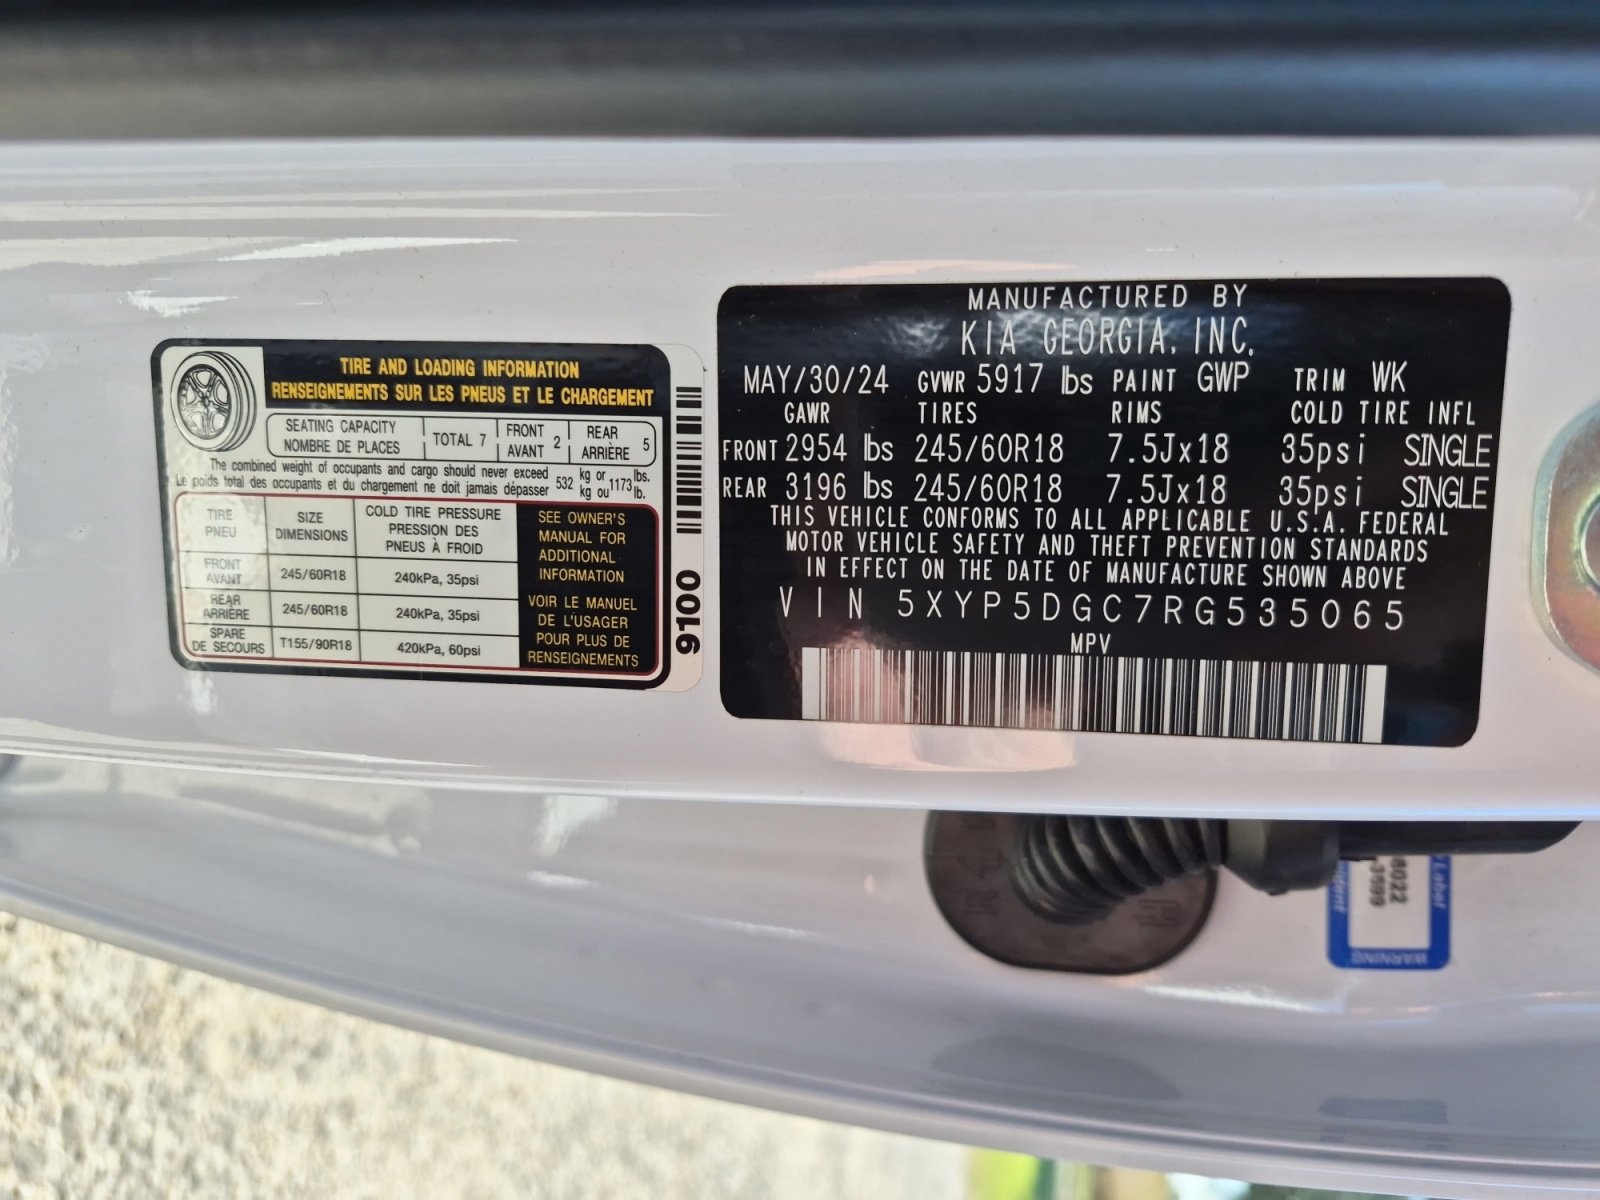 TIRE AND LOADING INFORMATION
RENSEIGNEMENTS SUR LES PNEUS ET LE CHARGEMENT
SEATING CAPACITY
NOMBRE DE PLACES
TOTAL 7
FRONT
AVANT 2
REAR
ARRIÈRE 5
The combined weight of occupants and cargo should never exceed 532 kg or 1173 lbs.
Le poids total des occupants et du chargement ne doit jamais dépasser kg ou lb.
TIRE
PNEU
SIZE
DIMENSIONS
COLD TIRE PRESSURE
PRESSION DES
PNEUS À FROID
FRONT
AVANT
245/60R18
240kPa, 35psi
REAR
ARRIÈRE
245/60R18
240kPa, 35psi
SPARE
DE SECOURS
T155/90R18
420kPa, 60psi
SEE OWNER'S
MANUAL FOR
ADDITIONAL
INFORMATION
VOIR LE MANUEL
DE L'USAGER
POUR PLUS DE
RENSEIGNEMENTS
9100
MANUFACTURED BY
KIA GEORGIA, INC.
MAY/30/24 GVWR 5917 lbs PAINT GWP TRIM WK
GAWR TIRES RIMS COLD TIRE INFL
FRONT 2954 lbs 245/60R18 7.5Jx18 35psi SINGLE
REAR 3196 lbs 245/60R18 7.5Jx18 35psi SINGLE
THIS VEHICLE CONFORMS TO ALL APPLICABLE U.S.A. FEDERAL
MOTOR VEHICLE SAFETY AND THEFT PREVENTION STANDARDS
IN EFFECT ON THE DATE OF MANUFACTURE SHOWN ABOVE
VIN 5XYP5DGC7RG535065
MPV
WARNING